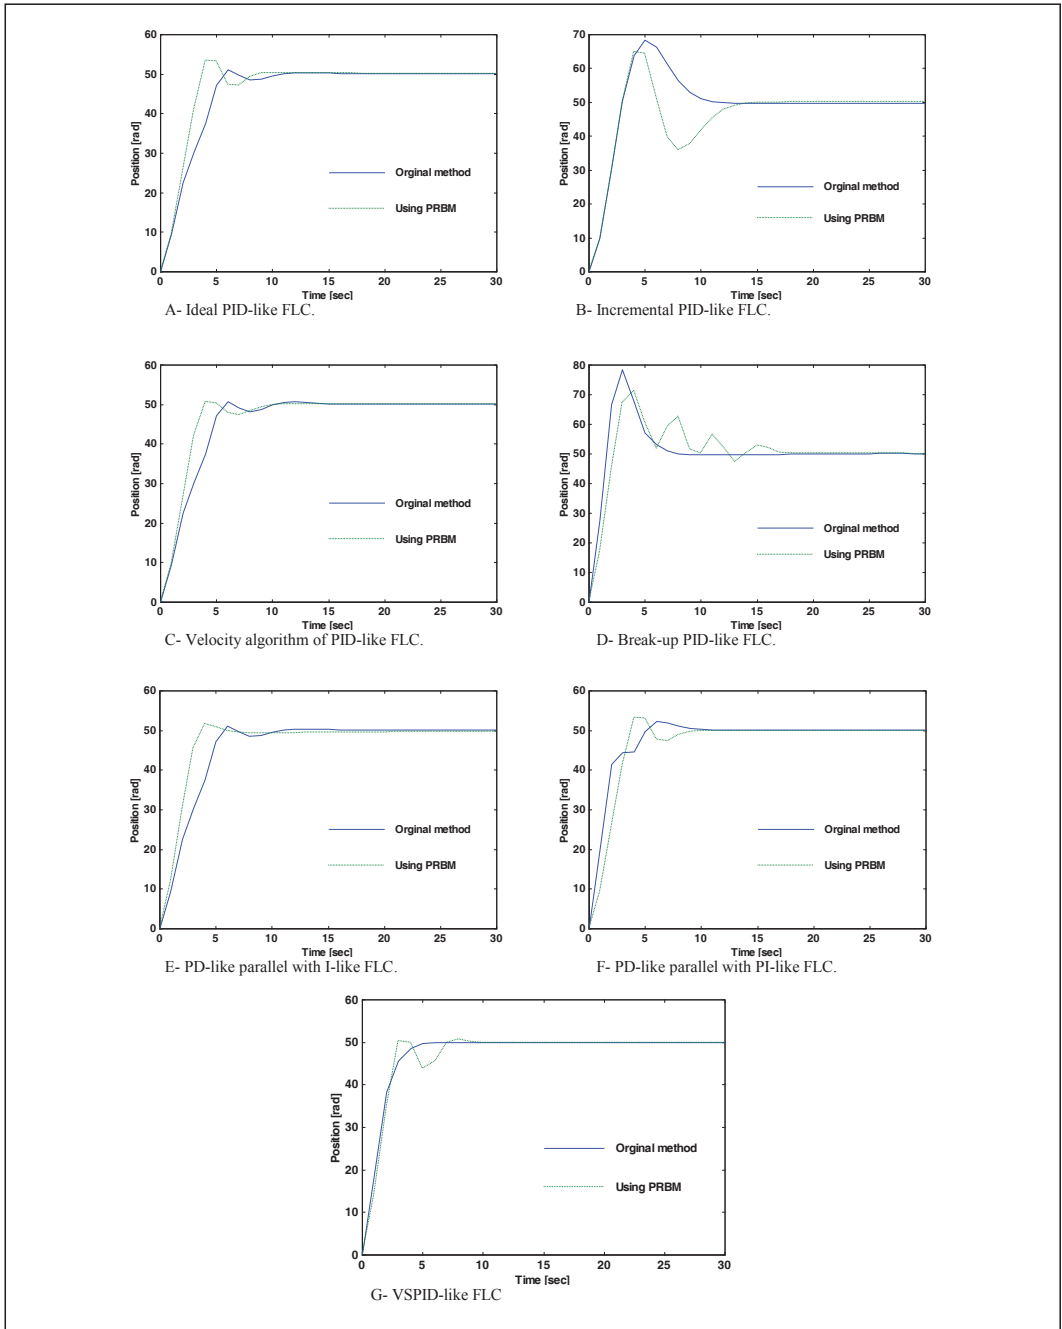 60
50
40
30
20
10
0
Position [rad]
Orginal method
Using PRBM
0 5 10 15 20 25 30
Time [sec]
A- Ideal PID-like FLC.
70
60
50
40
30
20
10
0
Position [rad]
Orginal method
Using PRBM
0 5 10 15 20 25 30
Time [sec]
B- Incremental PID-like FLC.
60
50
40
30
20
10
0
Position [rad]
Orginal method
Using PRBM
0 5 10 15 20 25 30
Time [sec]
C- Velocity algorithm of PID-like FLC.
80
70
60
50
40
30
20
10
0
Position [rad]
Orginal method
Using PRBM
0 5 10 15 20 25 30
Time [sec]
D- Break-up PID-like FLC.
60
50
40
30
20
10
0
Position [rad]
Orginal method
Using PRBM
0 5 10 15 20 25 30
Time [sec]
E- PD-like parallel with I-like FLC.
60
50
40
30
20
10
0
Position [rad]
Orginal method
Using PRBM
0 5 10 15 20 25 30
Time [sec]
F- PD-like parallel with PI-like FLC.
60
50
40
30
20
10
0
Position [rad]
Orginal method
Using PRBM
0 5 10 15 20 25 30
Time [sec]
G- VSPID-like FLC